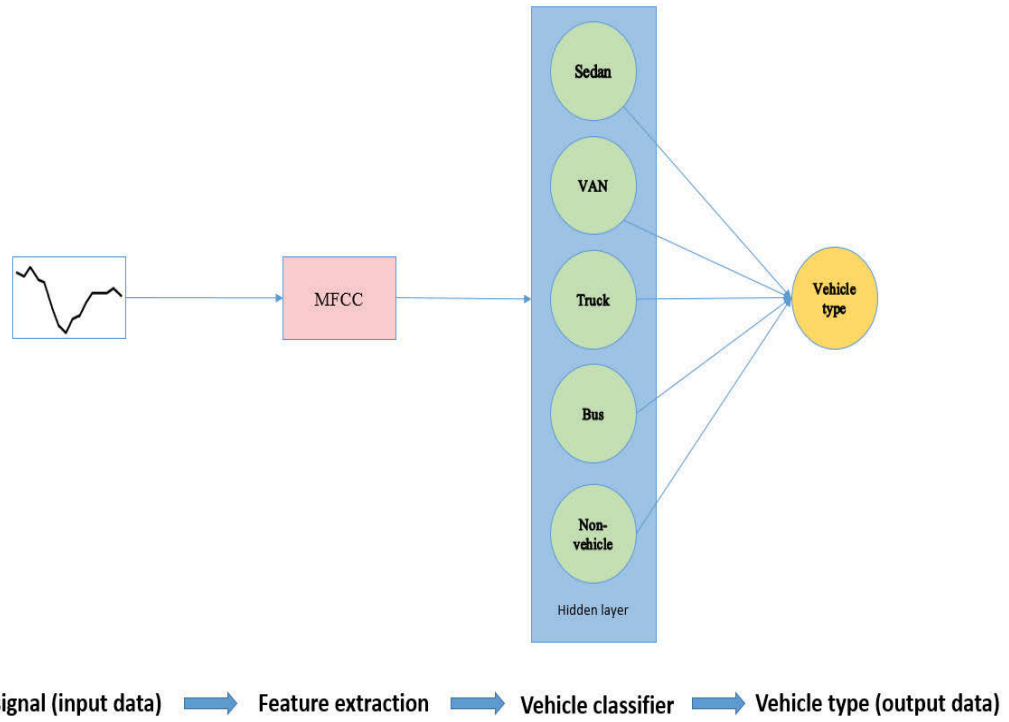 Sedan
VAN
MFCC
Truck
Vehicle
type
Bus
Non-
vehicle
Hidden layer
signal (input data) Feature extraction Vehicle classifier Vehicle type (output data)